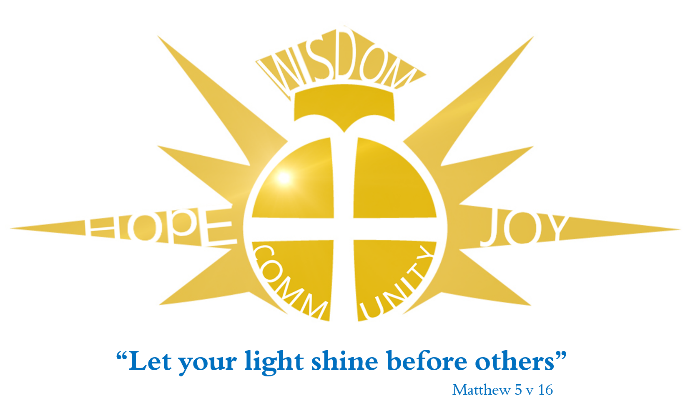 WISDOM
HOPE
JOY
COMMUNITY
“Let your light shine before others”
Matthew 5 v 16